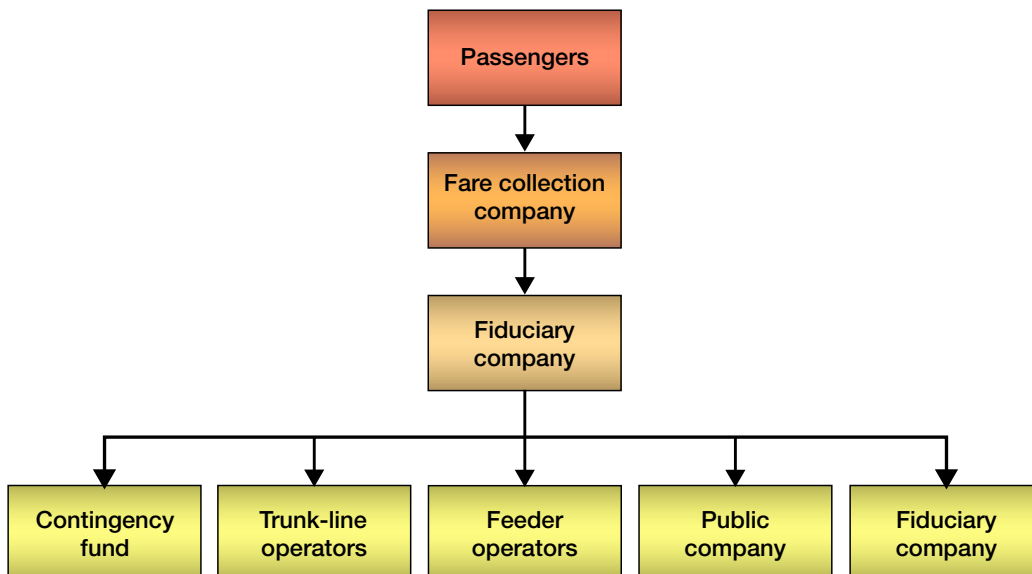 Passengers
Fare collection
company
Fiduciary
company
Contingency
fund
Trunk-line
operators
Feeder
operators
Public
company
Fiduciary
company